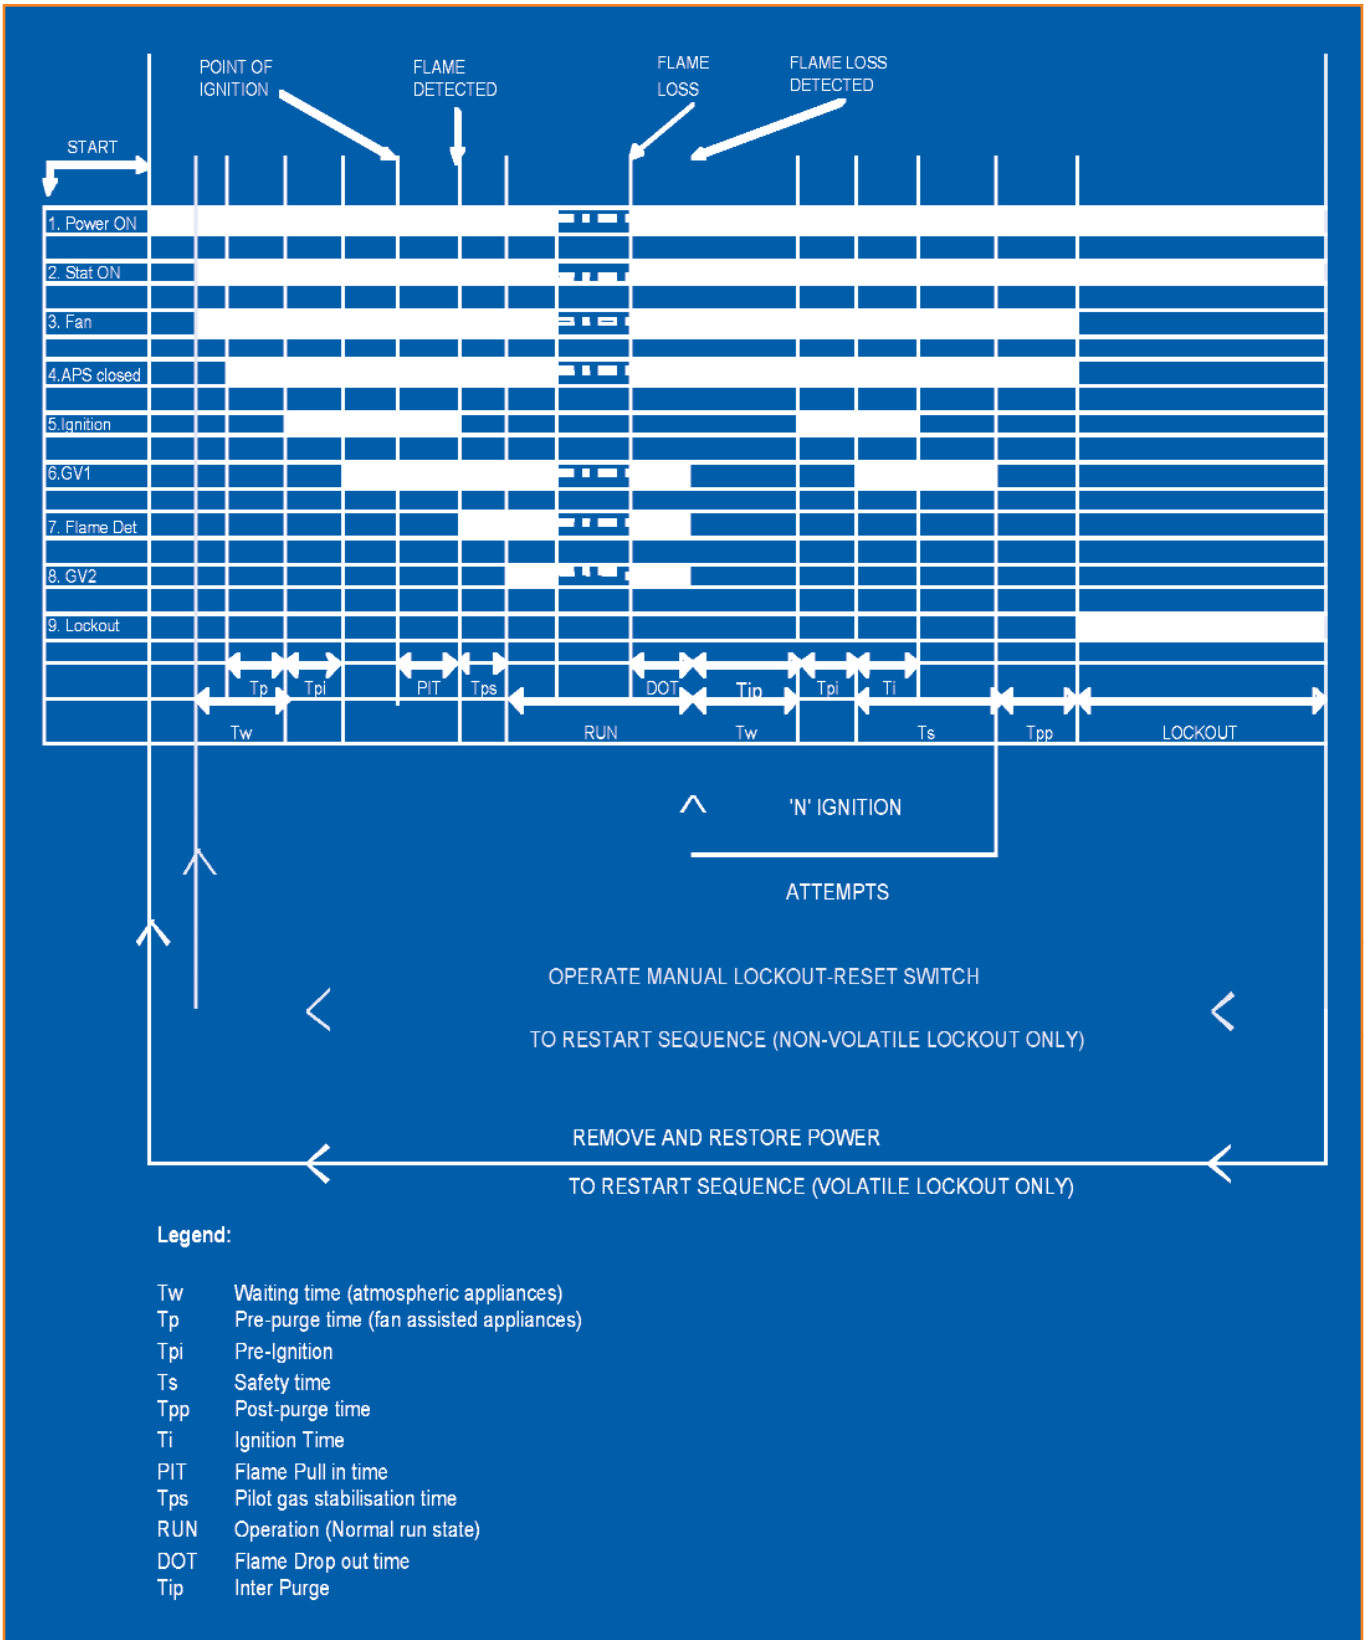 POINT OF
IGNITION
FLAME
DETECTED
FLAME
LOSS
FLAME LOSS
DETECTED
START
1. Power ON
2. Stat ON
3. Fan
4.APS closed
5.Ignition
6.GV1
7. Flame Det
8. GV2
9. Lockout
Tp Tpi PIT Tps DOT Tip Tpi Ti
Tw RUN Tw Ts Tpp LOCKOUT
'N' IGNITION
ATTEMPTS
OPERATE MANUAL LOCKOUT-RESET SWITCH
TO RESTART SEQUENCE (NON-VOLATILE LOCKOUT ONLY)
REMOVE AND RESTORE POWER
TO RESTART SEQUENCE (VOLATILE LOCKOUT ONLY)
Legend:
Tw Waiting time (atmospheric appliances)
Tp Pre-purge time (fan assisted appliances)
Tpi Pre-Ignition
Ts Safety time
Tpp Post-purge time
Ti Ignition Time
PIT Flame Pull in time
Tps Pilot gas stabilisation time
RUN Operation (Normal run state)
DOT Flame Drop out time
Tip Inter Purge